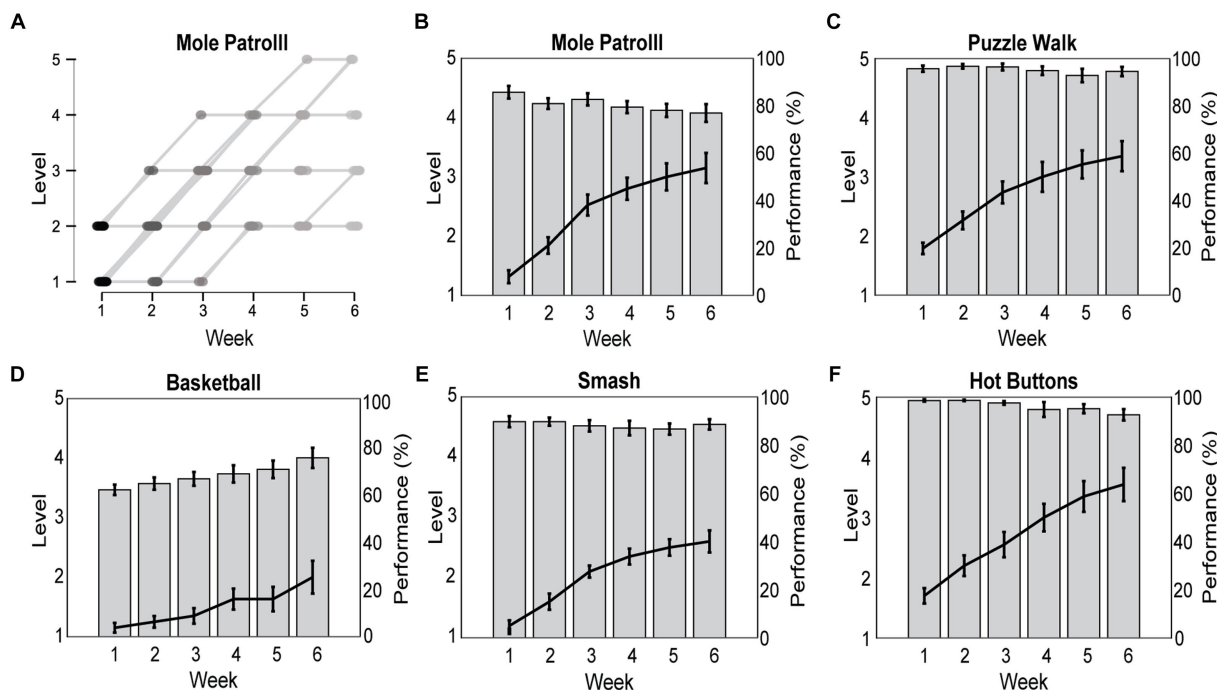 A
Mole Patrolll
5
4
3
2
1
Level
1 2 3 4 5 6
Week
B
Mole Patrolll
5
4
3
2
1
Level
100
80
60
40
20
0
Performance (%)
1 2 3 4 5 6
Week
C
Puzzle Walk
5
4
3
2
1
Level
100
80
60
40
20
0
Performance (%)
1 2 3 4 5 6
Week
D
Basketball
5
4
3
2
1
Level
100
80
60
40
20
0
Performance (%)
1 2 3 4 5 6
Week
E
Smash
5
4
3
2
1
Level
100
80
60
40
20
0
Performance (%)
1 2 3 4 5 6
Week
F
Hot Buttons
5
4
3
2
1
Level
100
80
60
40
20
0
Performance (%)
1 2 3 4 5 6
Week